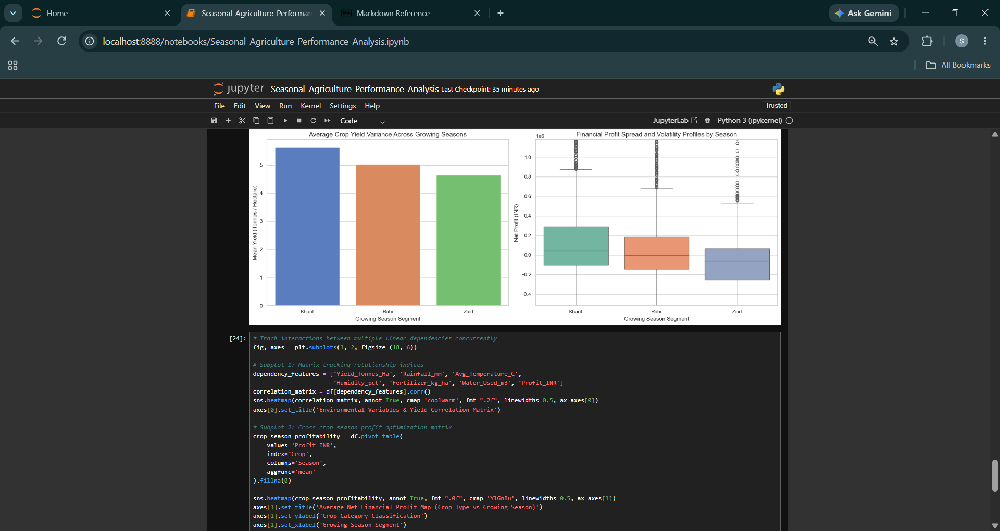 Home
Seasonal_Agriculture_Performan
Markdown Reference
Ask Gemini
localhost:8888/notebooks/Seasonal_Agriculture_Performance_Analysis.ipynb
S
All Bookmarks
jupyter Seasonal_Agriculture_Performance_Analysis Last Checkpoint: 35 minutes ago
File Edit View Run Kernel Settings Help
Trusted
Code
JupyterLab
Python 3 (ipykernel)
Average Crop Yield Variance Across Growing Seasons
Mean Yield (Tonnes / Hectare)
5
4
3
2
1
0
Kharif Rabi Zaid
Growing Season Segment
Financial Profit Spread and Volatility Profiles by Season
1e6
Net Profit (INR)
1.0
0.8
0.6
0.4
0.2
0.0
−0.2
−0.4
Kharif Rabi Zaid
Growing Season Segment
[24]:
# Track interactions between multiple linear dependencies concurrently
fig, axes = plt.subplots(1, 2, figsize=(18, 6))
# Subplot 1: Matrix tracking relationship indices
dependency_features = ['Yield_Tonnes_Ha', 'Rainfall_mm', 'Avg_Temperature_C',
'Humidity_pct', 'Fertilizer_kg_ha', 'Water_Used_m3', 'Profit_INR']
correlation_matrix = df[dependency_features].corr()
sns.heatmap(correlation_matrix, annot=True, cmap='coolwarm', fmt=".2f", linewidths=0.5, ax=axes[0])
axes[0].set_title('Environmental Variables & Yield Correlation Matrix')
# Subplot 2: Cross crop season profit optimization matrix
crop_season_profitability = df.pivot_table(
values='Profit_INR',
index='Crop',
columns='Season',
aggfunc='mean'
).fillna(0)
sns.heatmap(crop_season_profitability, annot=True, fmt=".0f", cmap='YlGnBu', linewidths=0.5, ax=axes[1])
axes[1].set_title('Average Net Financial Profit Map (Crop Type vs Growing Season)')
axes[1].set_ylabel('Crop Category Classification')
axes[1].set_xlabel('Growing Season Segment')